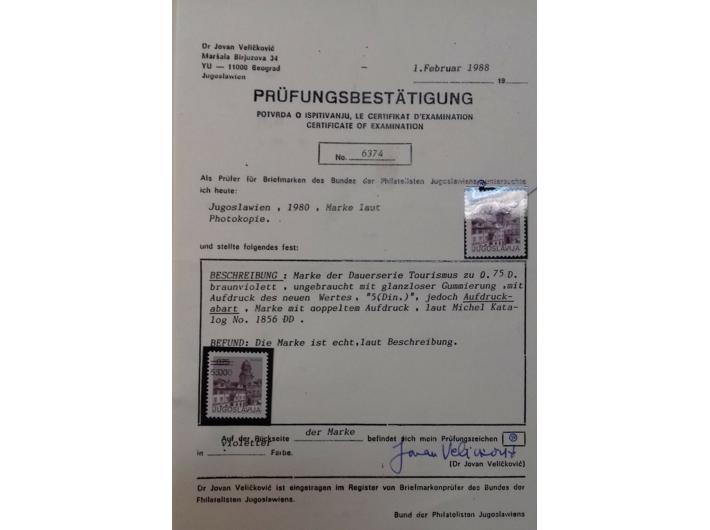 Dr Jovan Veličković
Maršala Birjuzova 34
YU — 11000 Beograd
Jugoslawien
1.Februar 1988
19
PRÜFUNGSBESTÄTIGUNG
POTVRDA O ISPITIVANJU, LE CERTIFIKAT D'EXAMINATION
CERTIFICATE OF EXAMINATION
No. 6374
Als Prüfer für Briefmarken des Bundes der Philatelisten Jugoslawiens untersuchte
ich heute:
Jugoslawien , 1980 , Marke laut
Photokopie.
JUGOSLAVIJA
und stellte folgendes fest:
BESCHREIBUNG : Marke der Dauerserie Tourismus zu 0.75 D.
braunviolett , ungebraucht mit glanzloser Gummierung ,mit
Aufdruck des neuen Wertes , "5(Din.)", jedoch Aufdruck-
abart , Marke mit doppeltem Aufdruck , laut Michel Kata-
log No. 1856 DD .
BEFUND: Die Marke ist echt,laut Beschreibung.
JUGOSLAVIJA
Auf der Rückseite der Marke befindet sich mein Prüfungszeichen
in violetter Farbe.
Jovan Veličković
(Dr Jovan Veličković)
Dr Jovan Veličković ist eingetragen im Register von Briefmarkenprüfer des Bundes der
Philatelisten Jugoslawiens.
Bund der Philatelisten Jugoslawiens